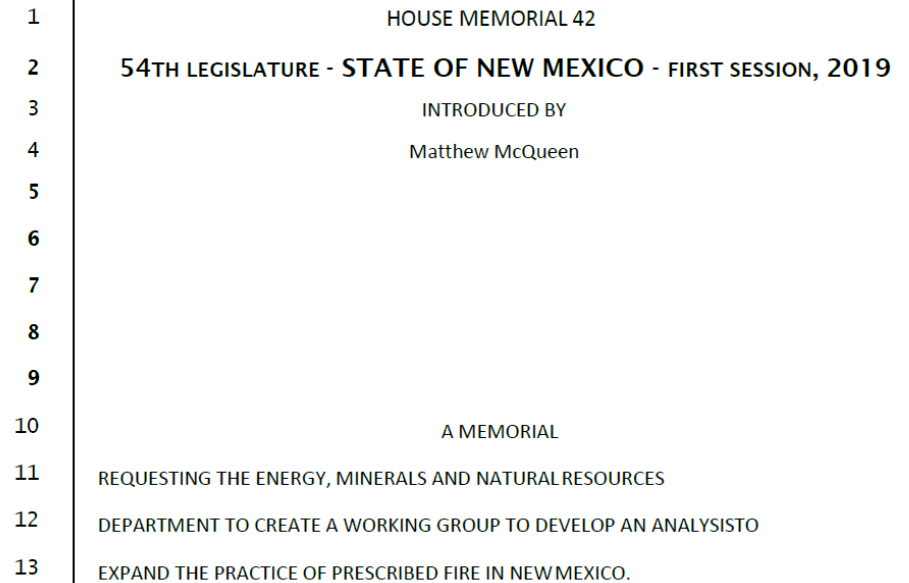 1 HOUSE MEMORIAL 42
2 54TH LEGISLATURE - STATE OF NEW MEXICO - FIRST SESSION, 2019
3 INTRODUCED BY
4 Matthew McQueen
5
6
7
8
9
10 A MEMORIAL
11 REQUESTING THE ENERGY, MINERALS AND NATURAL RESOURCES
12 DEPARTMENT TO CREATE A WORKING GROUP TO DEVELOP AN ANALYSISTO
13 EXPAND THE PRACTICE OF PRESCRIBED FIRE IN NEW MEXICO.